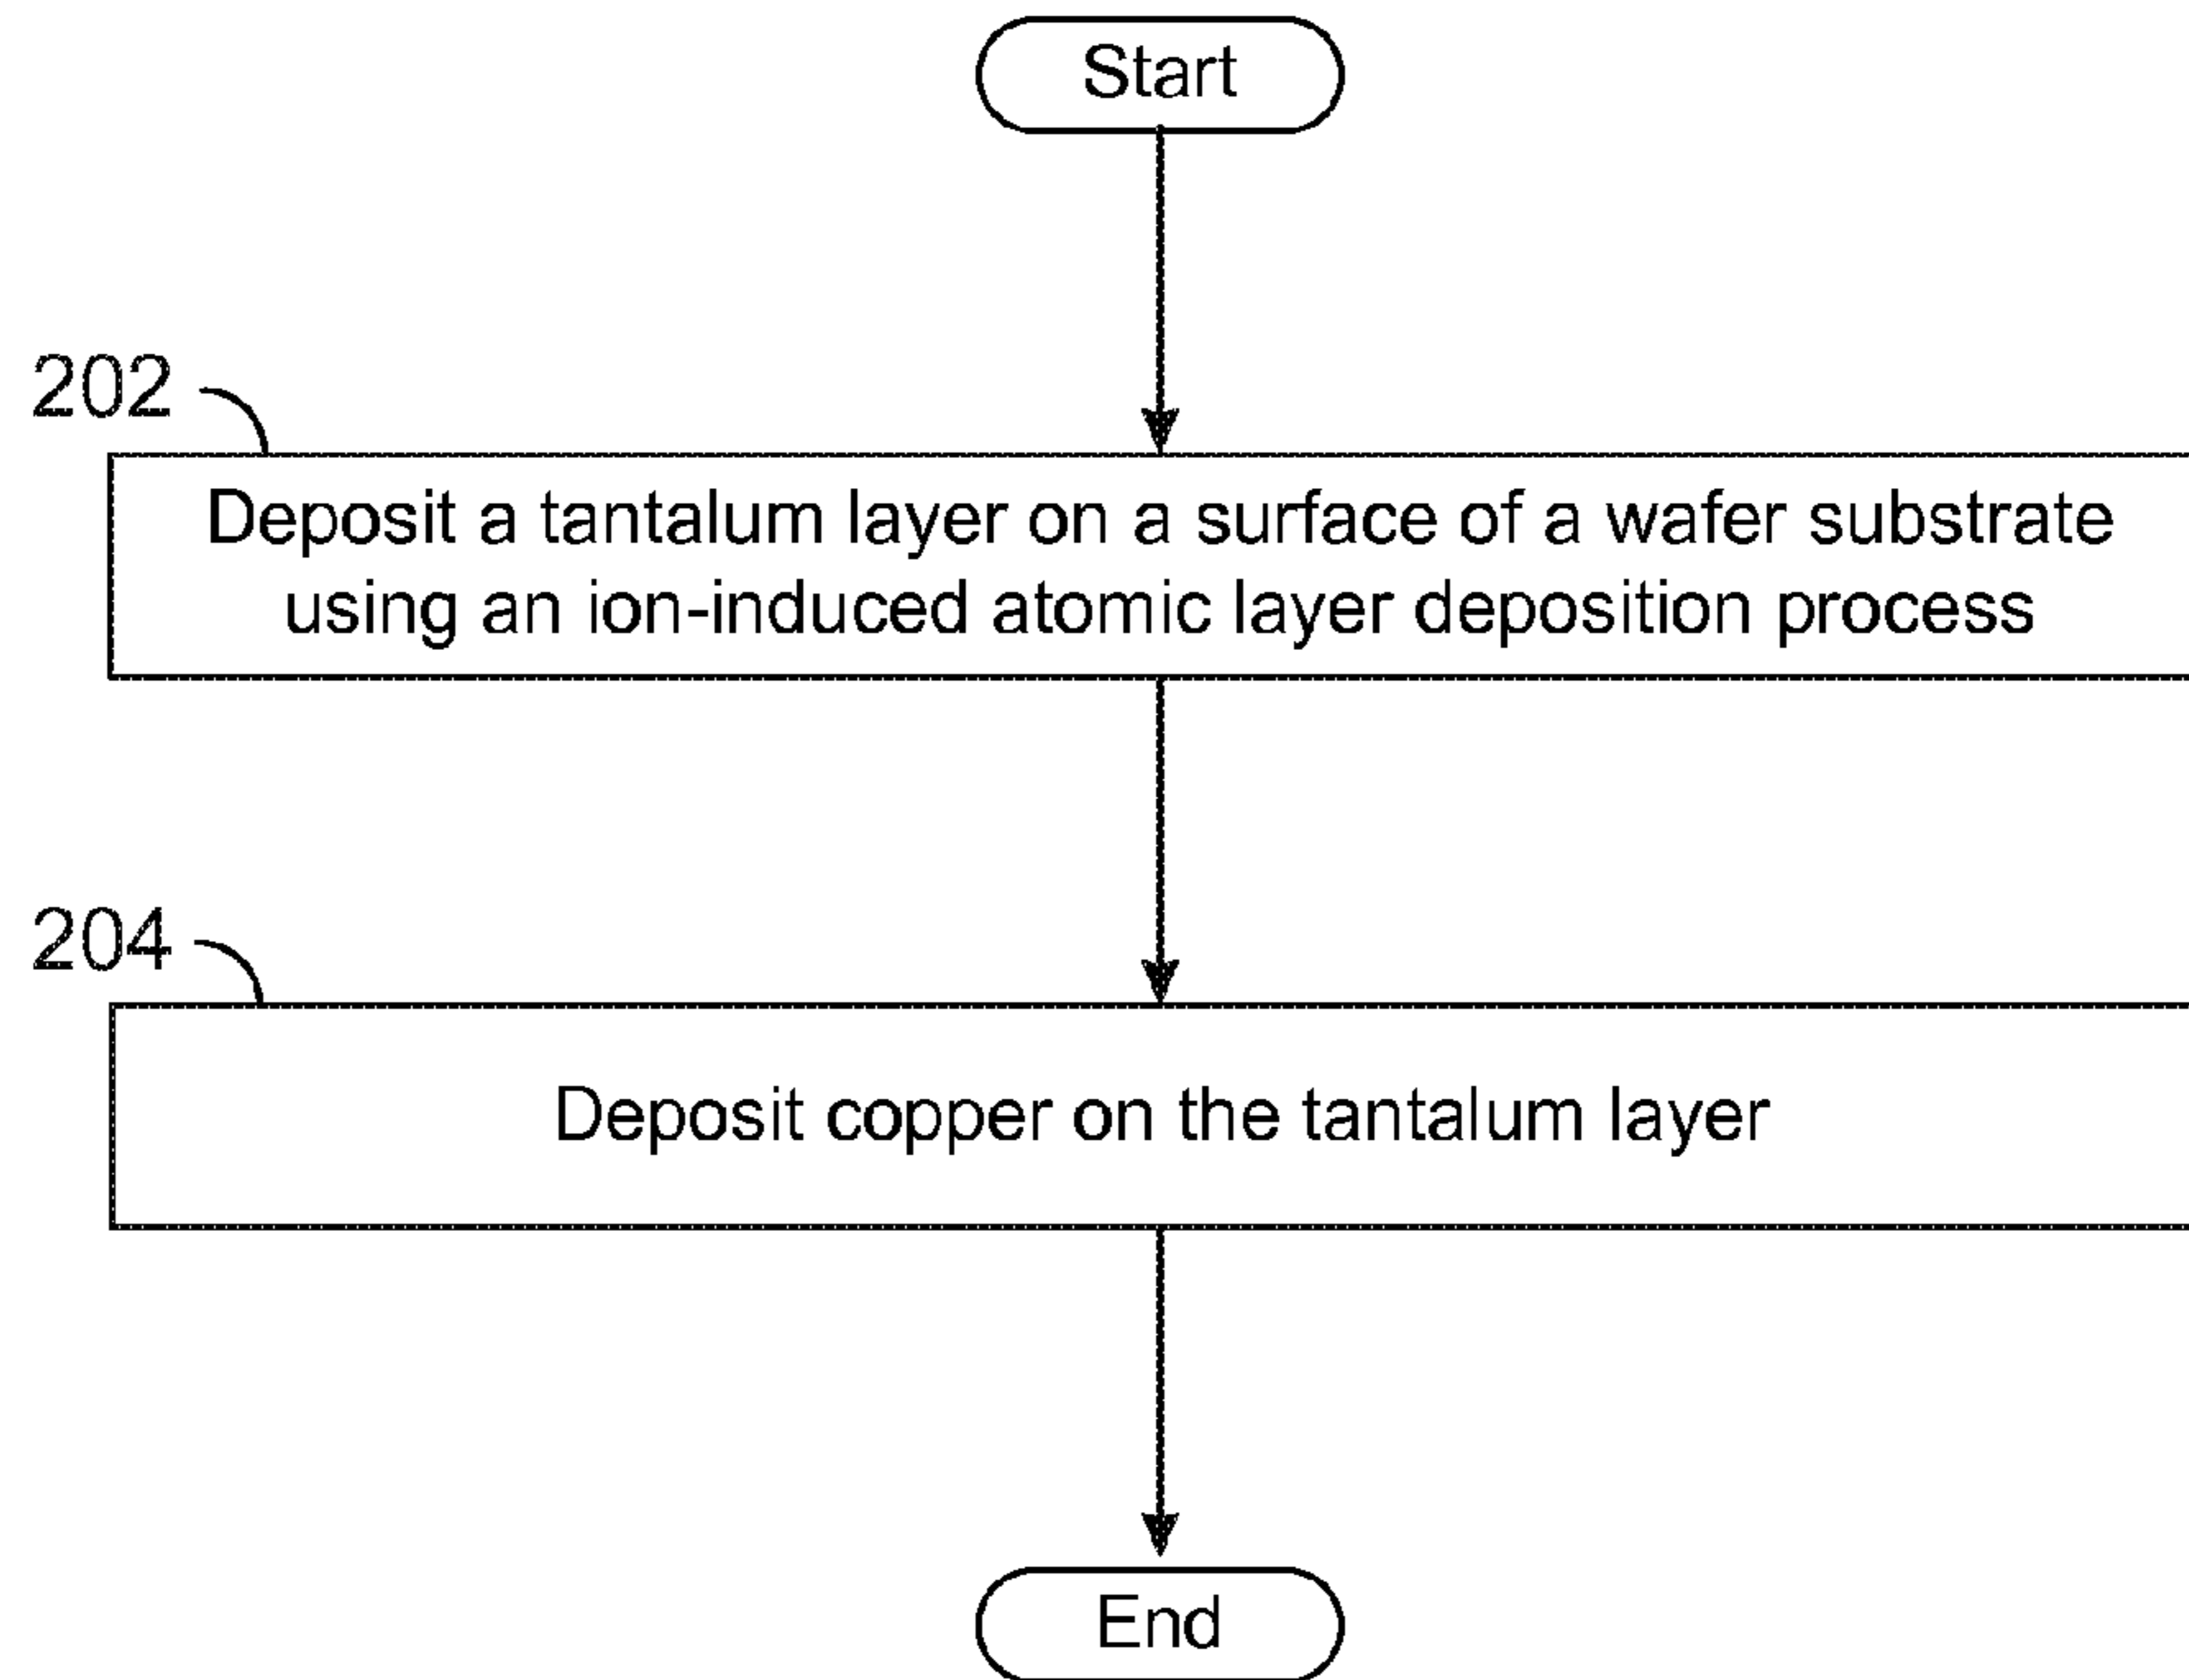 Start
202
Deposit a tantalum layer on a surface of a wafer substrate
using an ion-induced atomic layer deposition process
204
Deposit copper on the tantalum layer
End